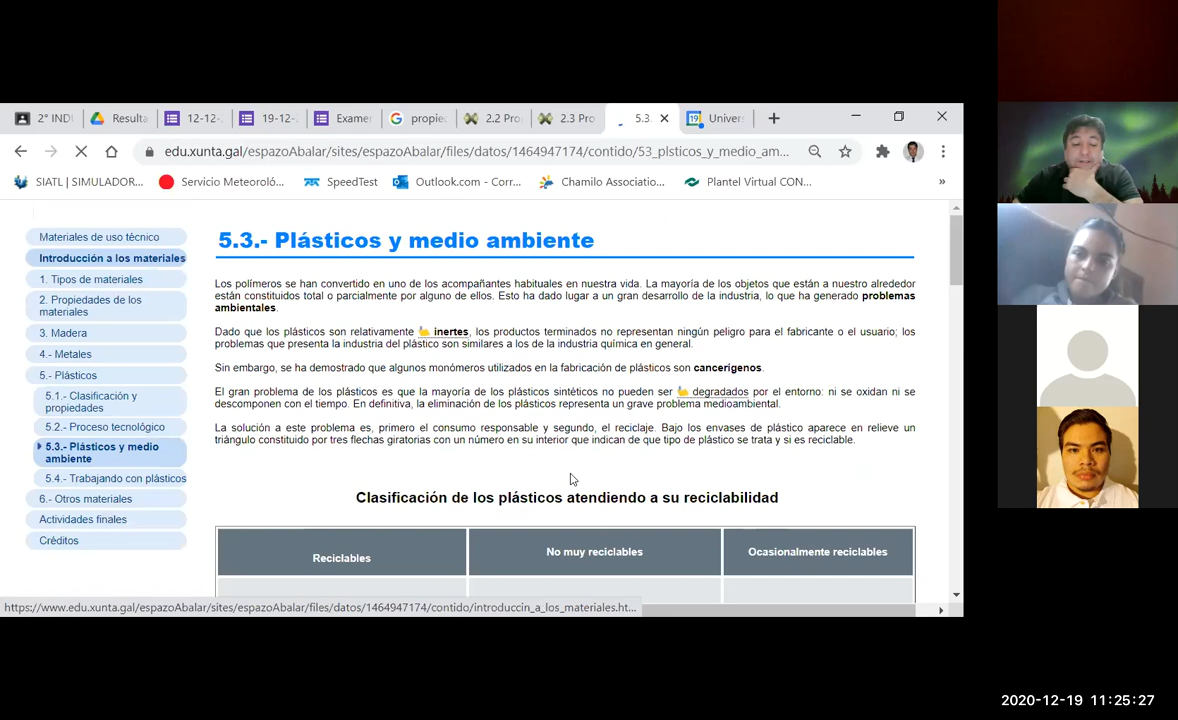 2° IND
Resulta
12-12-
19-12-
Examen
propie
2.2 Pro
2.3 Pro
5.3.
Univers
edu.xunta.gal/espazoAbalar/sites/espazoAbalar/files/datos/1464947174/contido/53_plsticos_y_medio_am...
SIATL | SIMULADOR...
Servicio Meteoroló...
SpeedTest
Outlook.com - Corr...
Chamilo Associatio...
Plantel Virtual CON...
»
Materiales de uso técnico
Introducción a los materiales
1. Tipos de materiales
2. Propiedades de los
materiales
3. Madera
4.- Metales
5.- Plásticos
5.1.- Clasificación y
propiedades
5.2.- Proceso tecnológico
5.3.- Plásticos y medio
ambiente
5.4.- Trabajando con plásticos
6.- Otros materiales
Actividades finales
Créditos
5.3.- Plásticos y medio ambiente
Los polímeros se han convertido en uno de los acompañantes habituales en nuestra vida. La mayoría de los objetos que están a nuestro alrededor
están constituidos total o parcialmente por alguno de ellos. Esto ha dado lugar a un gran desarrollo de la industria, lo que ha generado problemas
ambientales.
Dado que los plásticos son relativamente inertes, los productos terminados no representan ningún peligro para el fabricante o el usuario; los
problemas que presenta la industria del plástico son similares a los de la industria química en general.
Sin embargo, se ha demostrado que algunos monómeros utilizados en la fabricación de plásticos son cancerígenos.
El gran problema de los plásticos es que la mayoría de los plásticos sintéticos no pueden ser degradados por el entorno: ni se oxidan ni se
descomponen con el tiempo. En definitiva, la eliminación de los plásticos representa un grave problema medioambiental.
La solución a este problema es, primero el consumo responsable y segundo, el reciclaje. Bajo los envases de plástico aparece en relieve un
triángulo constituido por tres flechas giratorias con un número en su interior que indican de que tipo de plástico se trata y si es reciclable.
Clasificación de los plásticos atendiendo a su reciclabilidad
Reciclables
No muy reciclables
Ocasionalmente reciclables
https://www.edu.xunta.gal/espazoAbalar/sites/espazoAbalar/files/datos/1464947174/contido/introduccin_a_los_materiales.ht...
2020-12-19 11:25:27